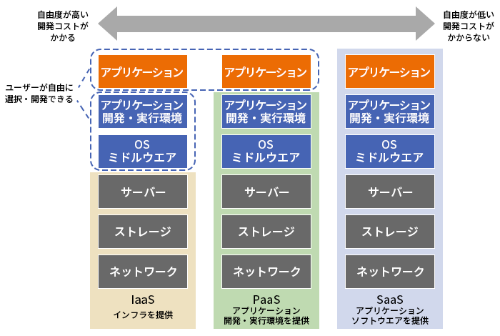 自由度が高い
開発コストが
かかる
自由度が低い
開発コストが
かからない
ユーザーが自由に
選択・開発できる
アプリケーション
アプリケーション
開発・実行環境
OS
ミドルウエア
サーバー
ストレージ
ネットワーク
IaaS
インフラを提供
アプリケーション
アプリケーション
開発・実行環境
OS
ミドルウエア
サーバー
ストレージ
ネットワーク
PaaS
アプリケーション
開発・実行環境を提供
アプリケーション
アプリケーション
開発・実行環境
OS
ミドルウエア
サーバー
ストレージ
ネットワーク
SaaS
アプリケーション
ソフトウエアを提供